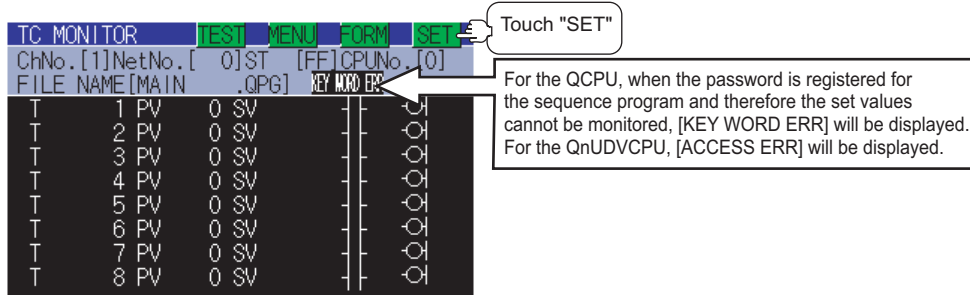 TC MONITOR TEST MENU FORM SET
Touch "SET"
ChNo.[1]NetNo.[ 0]ST [FF]CPUNo.[0]
FILE NAME[MAIN .QPG] KEY WORD ERR
For the QCPU, when the password is registered for
the sequence program and therefore the set values
cannot be monitored, [KEY WORD ERR] will be displayed.
For the QnUDVCPU, [ACCESS ERR] will be displayed.
T 1 PV 0 SV
T 2 PV 0 SV
T 3 PV 0 SV
T 4 PV 0 SV
T 5 PV 0 SV
T 6 PV 0 SV
T 7 PV 0 SV
T 8 PV 0 SV